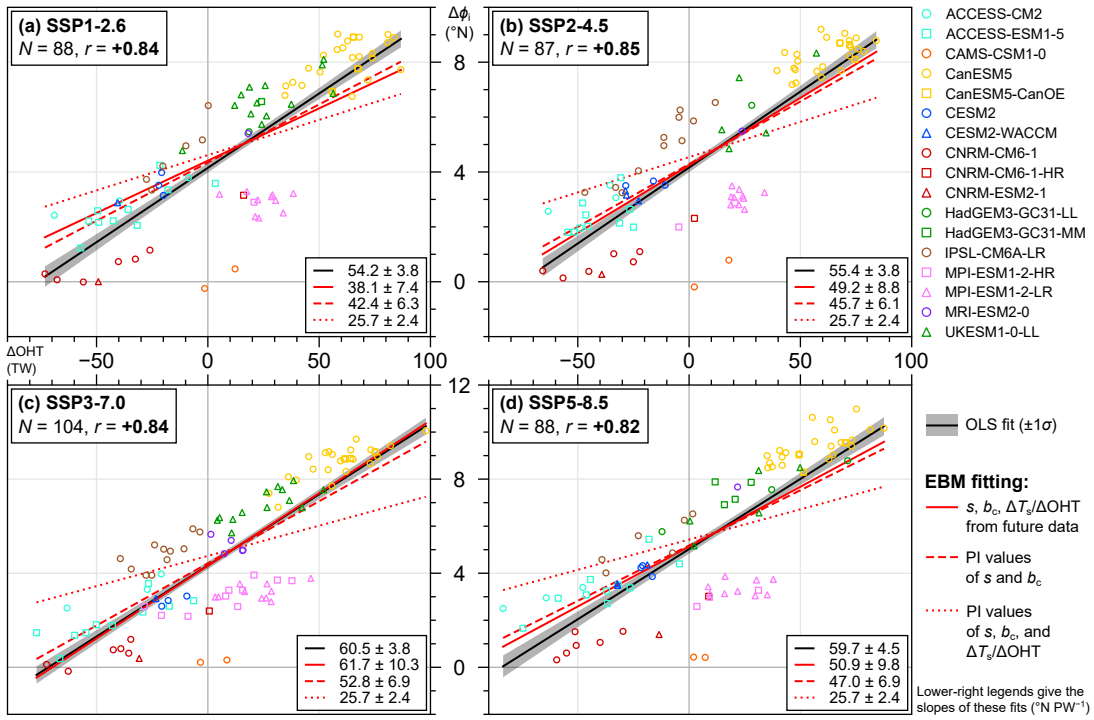 (a) SSP1-2.6
N = 88, r = +0.84
Δϕi
(°N)
8
4
0
54.2 ± 3.8
38.1 ± 7.4
42.4 ± 6.3
25.7 ± 2.4
(b) SSP2-4.5
N = 87, r = +0.85
55.4 ± 3.8
49.2 ± 8.8
45.7 ± 6.1
25.7 ± 2.4
ΔOHT
(TW)
−50
0
50
100
−50
0
50
100
(c) SSP3-7.0
N = 104, r = +0.84
12
8
4
0
60.5 ± 3.8
61.7 ± 10.3
52.8 ± 6.9
25.7 ± 2.4
(d) SSP5-8.5
N = 88, r = +0.82
59.7 ± 4.5
50.9 ± 9.8
47.0 ± 6.9
25.7 ± 2.4
ACCESS-CM2
ACCESS-ESM1-5
CAMS-CSM1-0
CanESM5
CanESM5-CanOE
CESM2
CESM2-WACCM
CNRM-CM6-1
CNRM-CM6-1-HR
CNRM-ESM2-1
HadGEM3-GC31-LL
HadGEM3-GC31-MM
IPSL-CM6A-LR
MPI-ESM1-2-HR
MPI-ESM1-2-LR
MRI-ESM2-0
UKESM1-0-LL
OLS fit (±1σ)
EBM fitting:
s, bc, ΔTs/ΔOHT
from future data
PI values
of s and bc
PI values
of s, bc, and
ΔTs/ΔOHT
Lower-right legends give the
slopes of these fits (°N PW⁻¹)